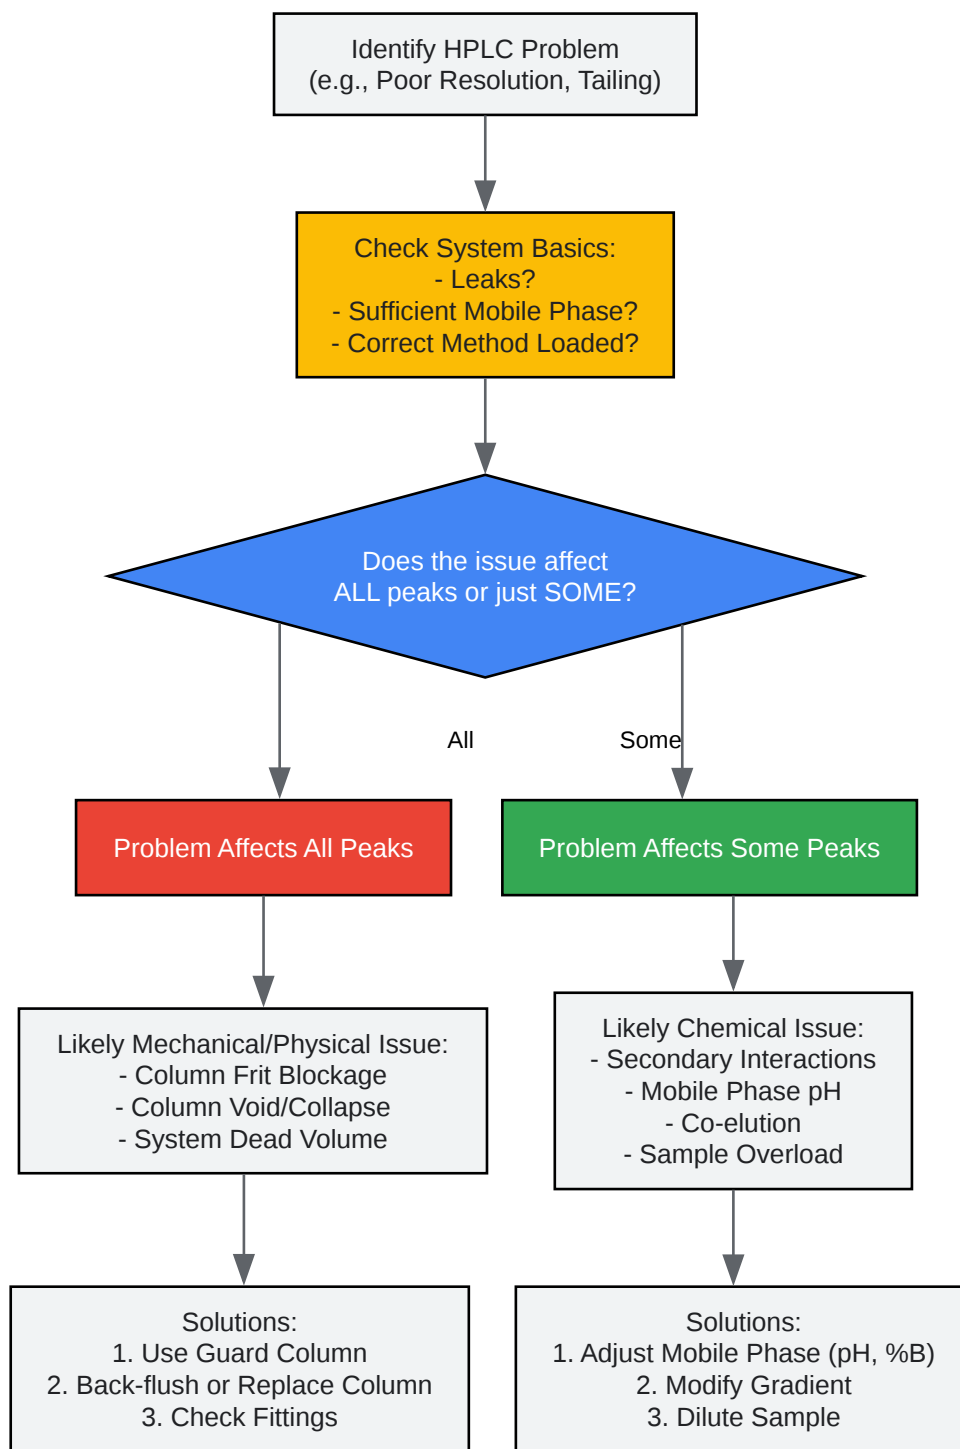 Identify HPLC Problem
(e.g., Poor Resolution, Tailing)
Check System Basics:
- Leaks?
- Sufficient Mobile Phase?
- Correct Method Loaded?
Does the issue affect
ALL peaks or just SOME?
All
Some
Problem Affects All Peaks
Problem Affects Some Peaks
Likely Mechanical/Physical Issue:
- Column Frit Blockage
- Column Void/Collapse
- System Dead Volume
Likely Chemical Issue:
- Secondary Interactions
- Mobile Phase pH
- Co-elution
- Sample Overload
Solutions:
1. Use Guard Column
2. Back-flush or Replace Column
3. Check Fittings
Solutions:
1. Adjust Mobile Phase (pH, %B)
2. Modify Gradient
3. Dilute Sample